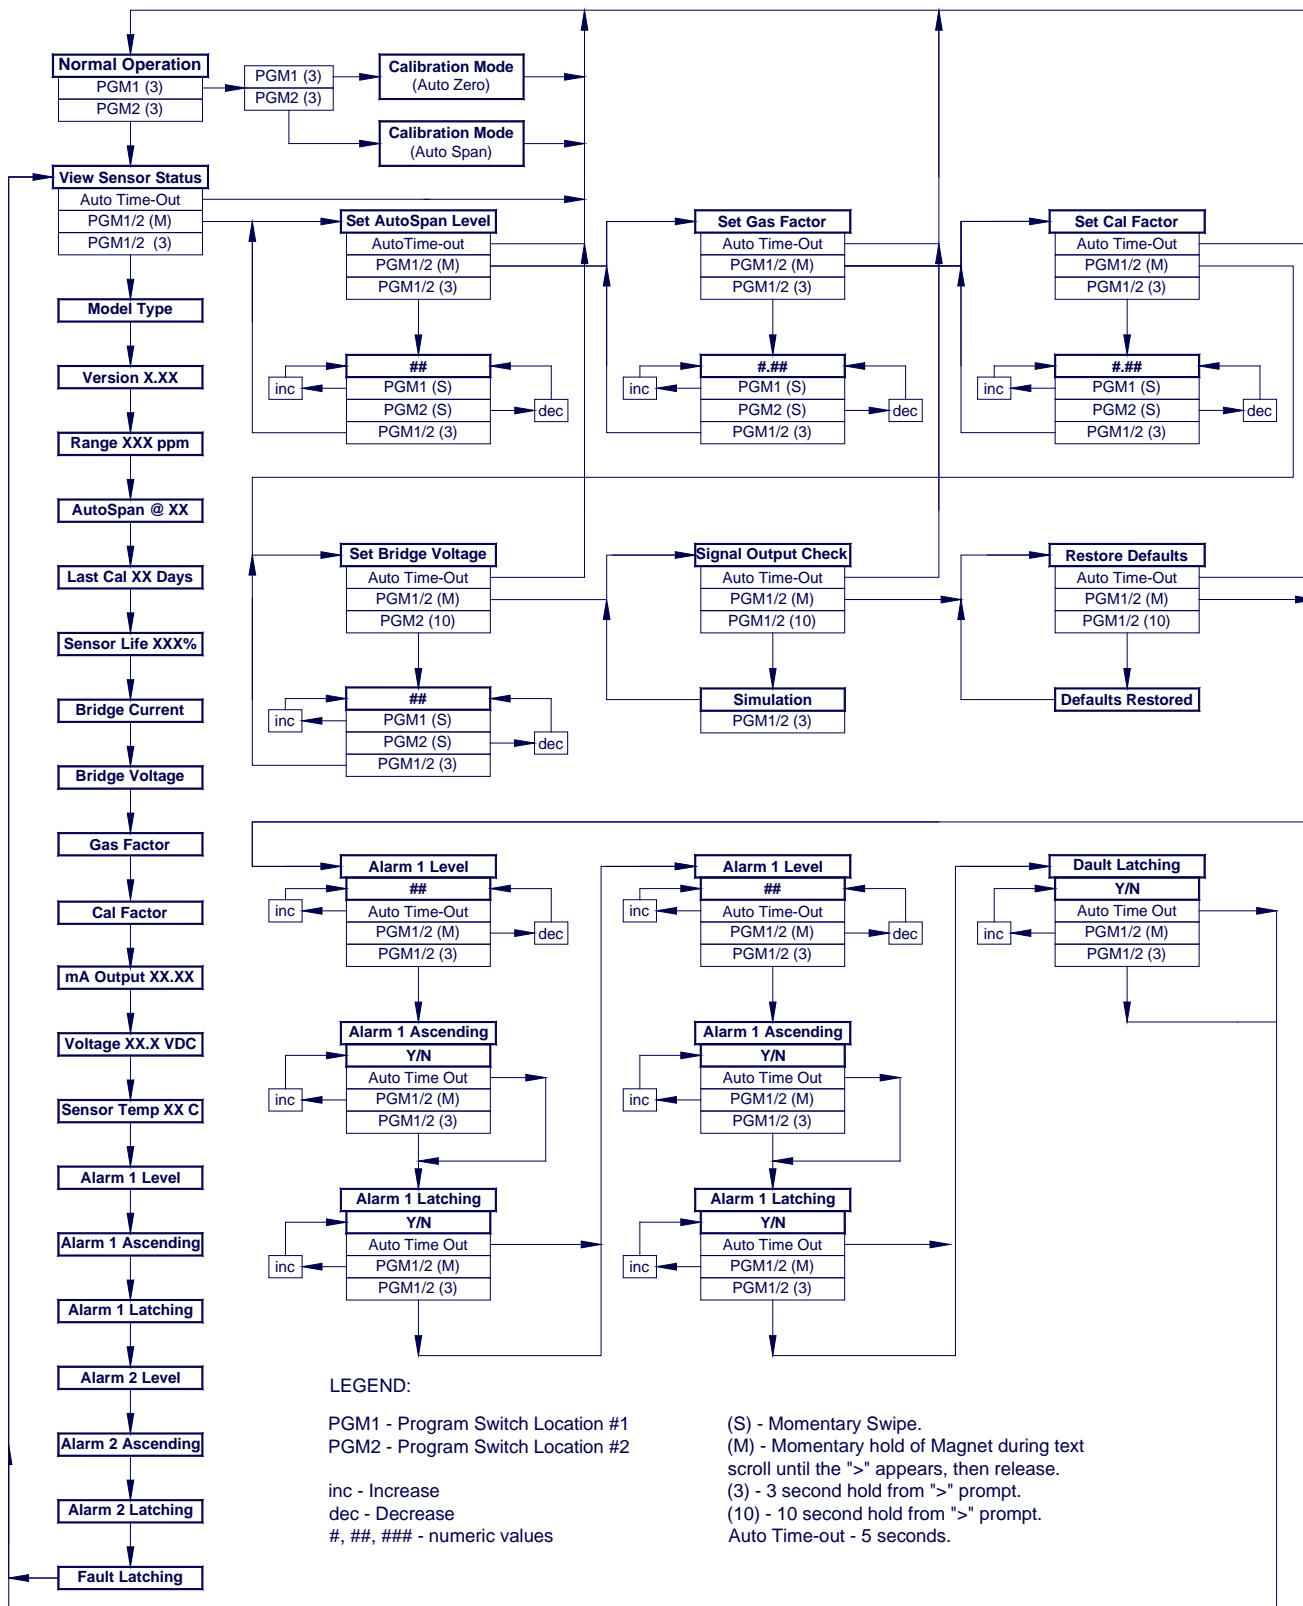 Normal Operation
PGM1 (3)
PGM2 (3)
PGM1 (3)
PGM2 (3)
Calibration Mode
(Auto Zero)
Calibration Mode
(Auto Span)
View Sensor Status
Auto Time-Out
PGM1/2 (M)
PGM1/2 (3)
Model Type
Version X.XX
Range XXX ppm
AutoSpan @ XX
Last Cal XX Days
Sensor Life XXX%
Bridge Current
Bridge Voltage
Gas Factor
Cal Factor
mA Output XX.XX
Voltage XX.X VDC
Sensor Temp XX C
Alarm 1 Level
Alarm 1 Ascending
Alarm 1 Latching
Alarm 2 Level
Alarm 2 Ascending
Alarm 2 Latching
Fault Latching
Set AutoSpan Level
AutoTime-out
PGM1/2 (M)
PGM1/2 (3)
##
PGM1 (S)
PGM2 (S)
PGM1/2 (3)
inc
dec
Set Gas Factor
Auto Time-Out
PGM1/2 (M)
PGM1/2 (3)
#.##
PGM1 (S)
PGM2 (S)
PGM1/2 (3)
inc
dec
Set Cal Factor
Auto Time-Out
PGM1/2 (M)
PGM1/2 (3)
#.##
PGM1 (S)
PGM2 (S)
PGM1/2 (3)
inc
dec
Set Bridge Voltage
Auto Time-Out
PGM1/2 (M)
PGM2 (10)
##
PGM1 (S)
PGM2 (S)
PGM1/2 (3)
inc
dec
Signal Output Check
Auto Time-Out
PGM1/2 (M)
PGM1/2 (10)
Simulation
PGM1/2 (3)
Restore Defaults
Auto Time-Out
PGM1/2 (M)
PGM1/2 (10)
Defaults Restored
Alarm 1 Level
##
Auto Time-Out
PGM1/2 (M)
PGM1/2 (3)
inc
dec
Alarm 1 Ascending
Y/N
Auto Time Out
PGM1/2 (M)
PGM1/2 (3)
inc
Alarm 1 Latching
Y/N
Auto Time Out
PGM1/2 (M)
PGM1/2 (3)
inc
Alarm 1 Level
##
Auto Time-Out
PGM1/2 (M)
PGM1/2 (3)
inc
dec
Alarm 1 Ascending
Y/N
Auto Time Out
PGM1/2 (M)
PGM1/2 (3)
inc
Alarm 1 Latching
Y/N
Auto Time Out
PGM1/2 (M)
PGM1/2 (3)
inc
Dault Latching
Y/N
Auto Time Out
PGM1/2 (M)
PGM1/2 (3)
inc
LEGEND:
PGM1 - Program Switch Location #1
PGM2 - Program Switch Location #2
inc - Increase
dec - Decrease
#, ##, ### - numeric values
(S) - Momentary Swipe.
(M) - Momentary hold of Magnet during text
scroll until the ">" appears, then release.
(3) - 3 second hold from ">" prompt.
(10) - 10 second hold from ">" prompt.
Auto Time-out - 5 seconds.